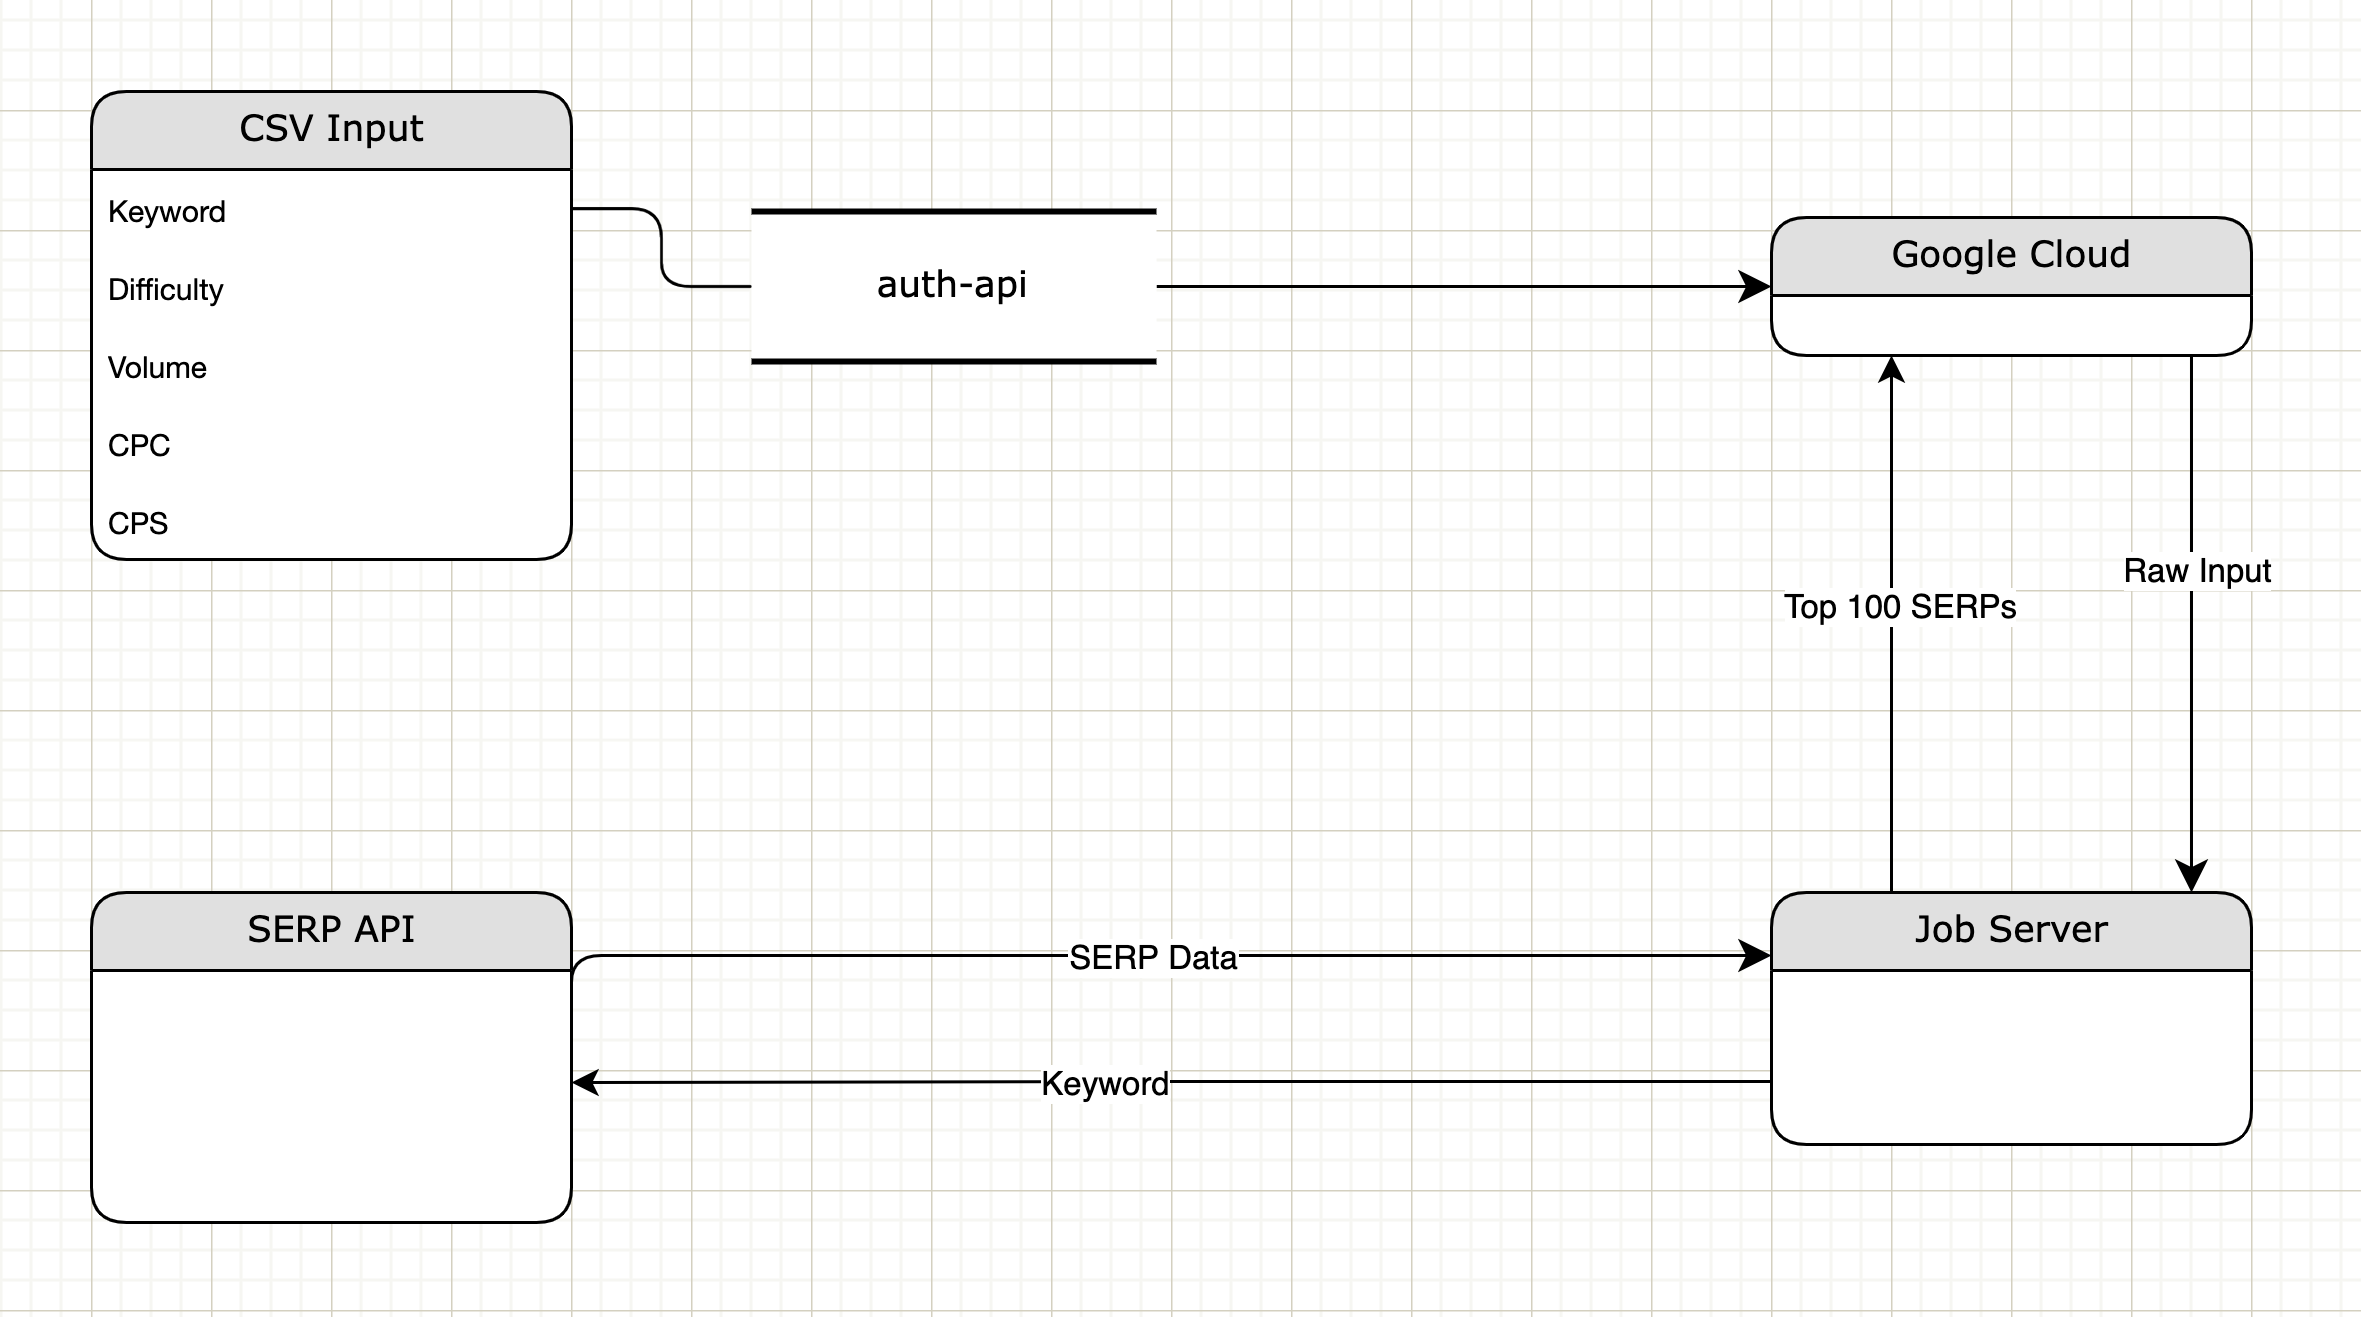 CSV Input
Keyword
Difficulty
Volume
CPC
CPS
auth-api
Google Cloud
Raw Input
Top 100 SERPs
SERP API
SERP Data
Keyword
Job Server